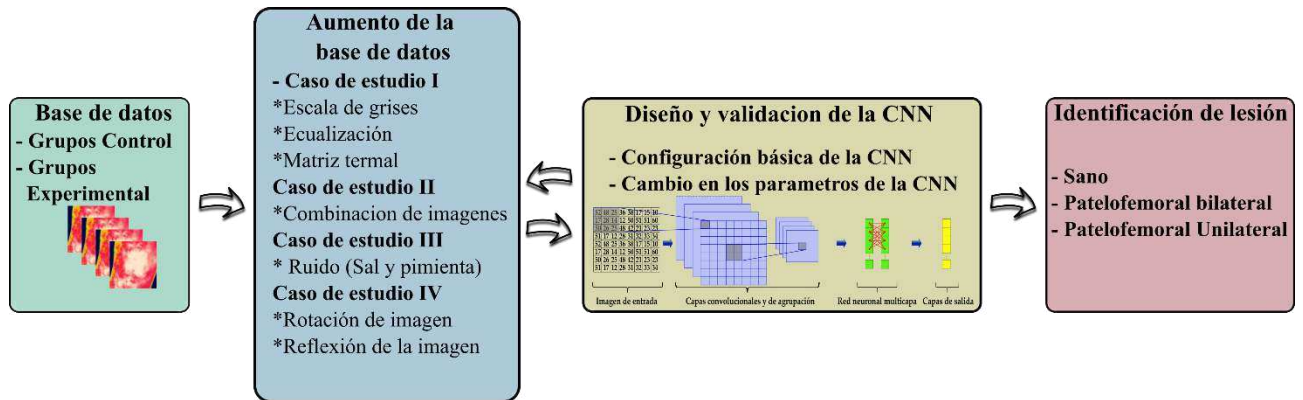 Base de datos
- Grupos Control
- Grupos
Experimental
Aumento de la
base de datos
- Caso de estudio I
*Escala de grises
*Ecualización
*Matriz termal
Caso de estudio II
*Combinacion de imagenes
Caso de estudio III
* Ruido (Sal y pimienta)
Caso de estudio IV
*Rotación de imagen
*Reflexión de la imagen
Diseño y validacion de la CNN
- Configuración básica de la CNN
- Cambio en los parametros de la CNN
Imagen de entrada
Capas convolucionales y de agrupación
Red neuronal multicapa
Capas de salida
Identificación de lesión
- Sano
- Patelofemoral bilateral
- Patelofemoral Unilateral